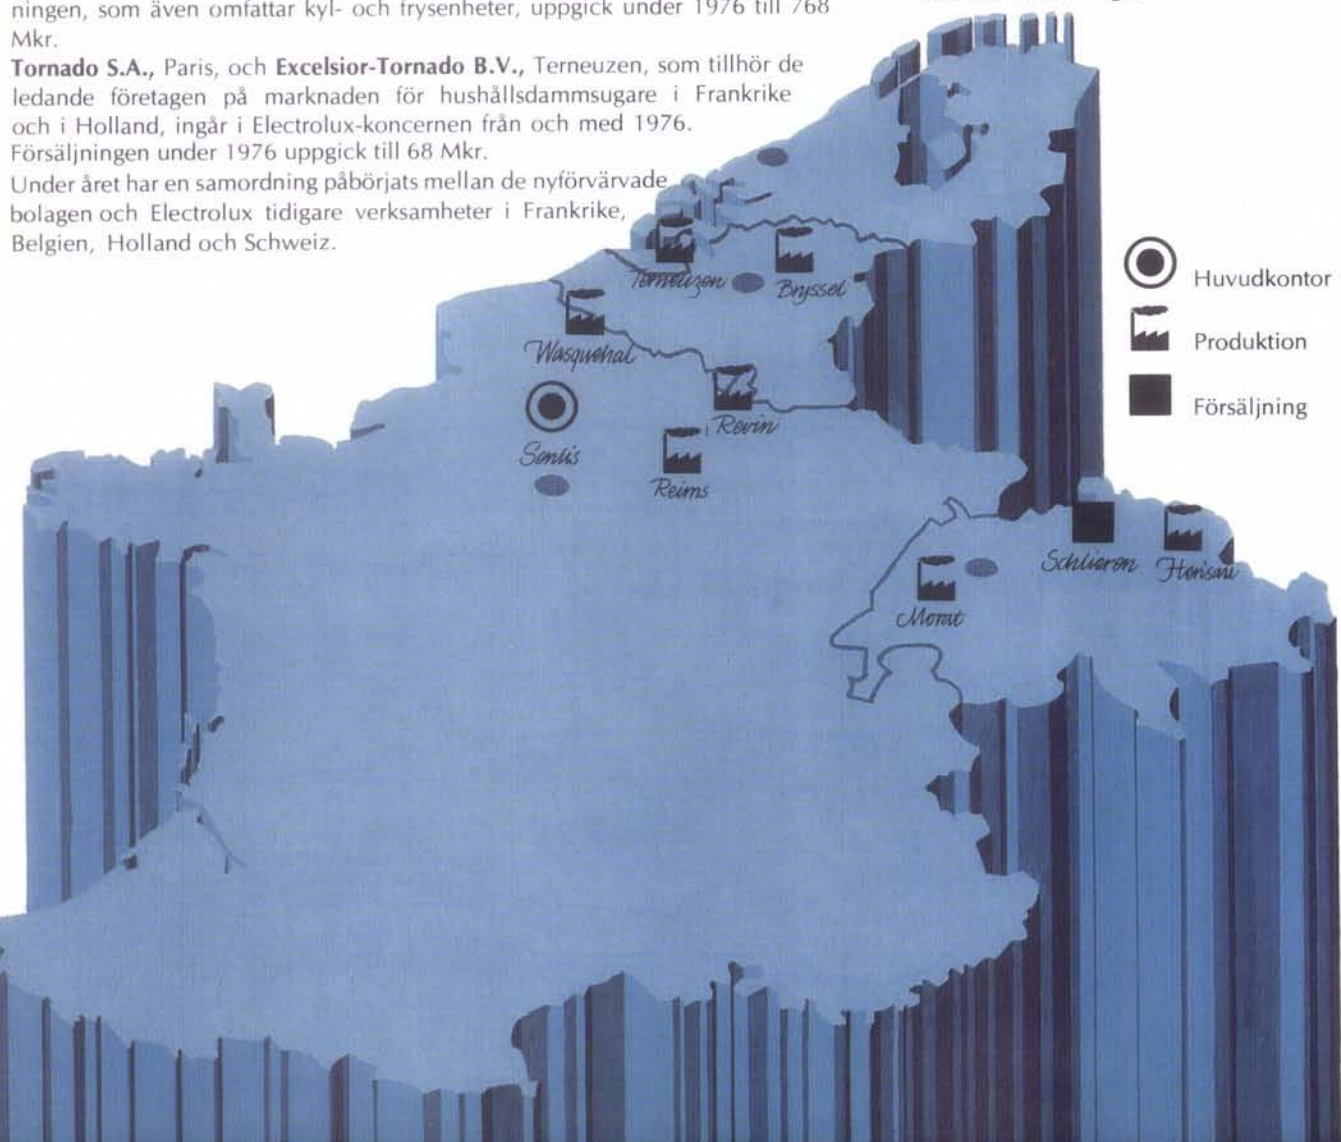 ningen, som även omfattar kyl- och frysenheter, uppgick under 1976 till 768
Mkr.
Tornado S.A., Paris, och Excelsior-Tornado B.V., Terneuzen, som tillhör de
ledande företagen på marknaden för hushållsdammsugare i Frankrike
och i Holland, ingår i Electrolux-koncernen från och med 1976.
Försäljningen under 1976 uppgick till 68 Mkr.
Under året har en samordning påbörjats mellan de nyförvärvade
bolagen och Electrolux tidigare verksamheter i Frankrike,
Belgien, Holland och Schweiz.
Terneuzen
Bryssel
Huvudkontor
Produktion
Försäljning
Wasquehal
Revin
Senlis
Reims
Schlieren
Herisau
Morat